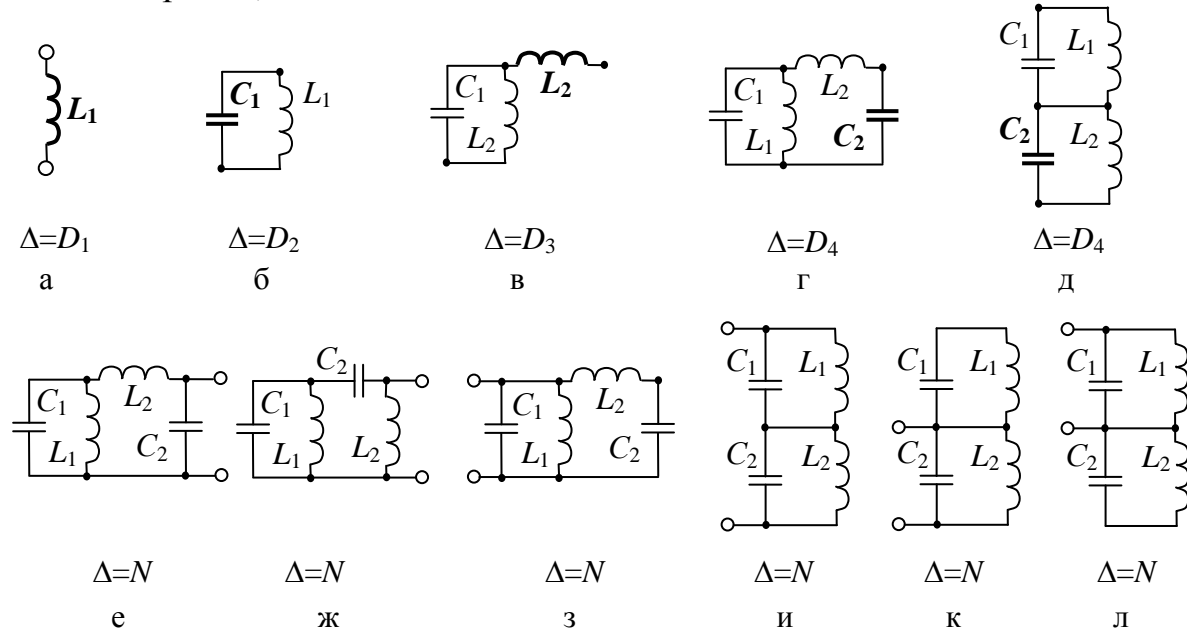 C₁ L₁
L₁ C₁ L₁ C₁ L₂ L₂ C₁ L₁ L₂ C₂ C₂ L₂
Δ=D₁ Δ=D₂ Δ=D₃ Δ=D₄ Δ=D₄
а б в г д
C₁ L₁ L₂ C₂ C₁ L₁ C₂ L₂ C₁ L₁ L₂ C₂ C₁ L₁ C₁ L₁ C₁ L₁
C₂ L₂ C₂ L₂ C₂ L₂
Δ=N Δ=N Δ=N Δ=N Δ=N Δ=N
е ж з и к л